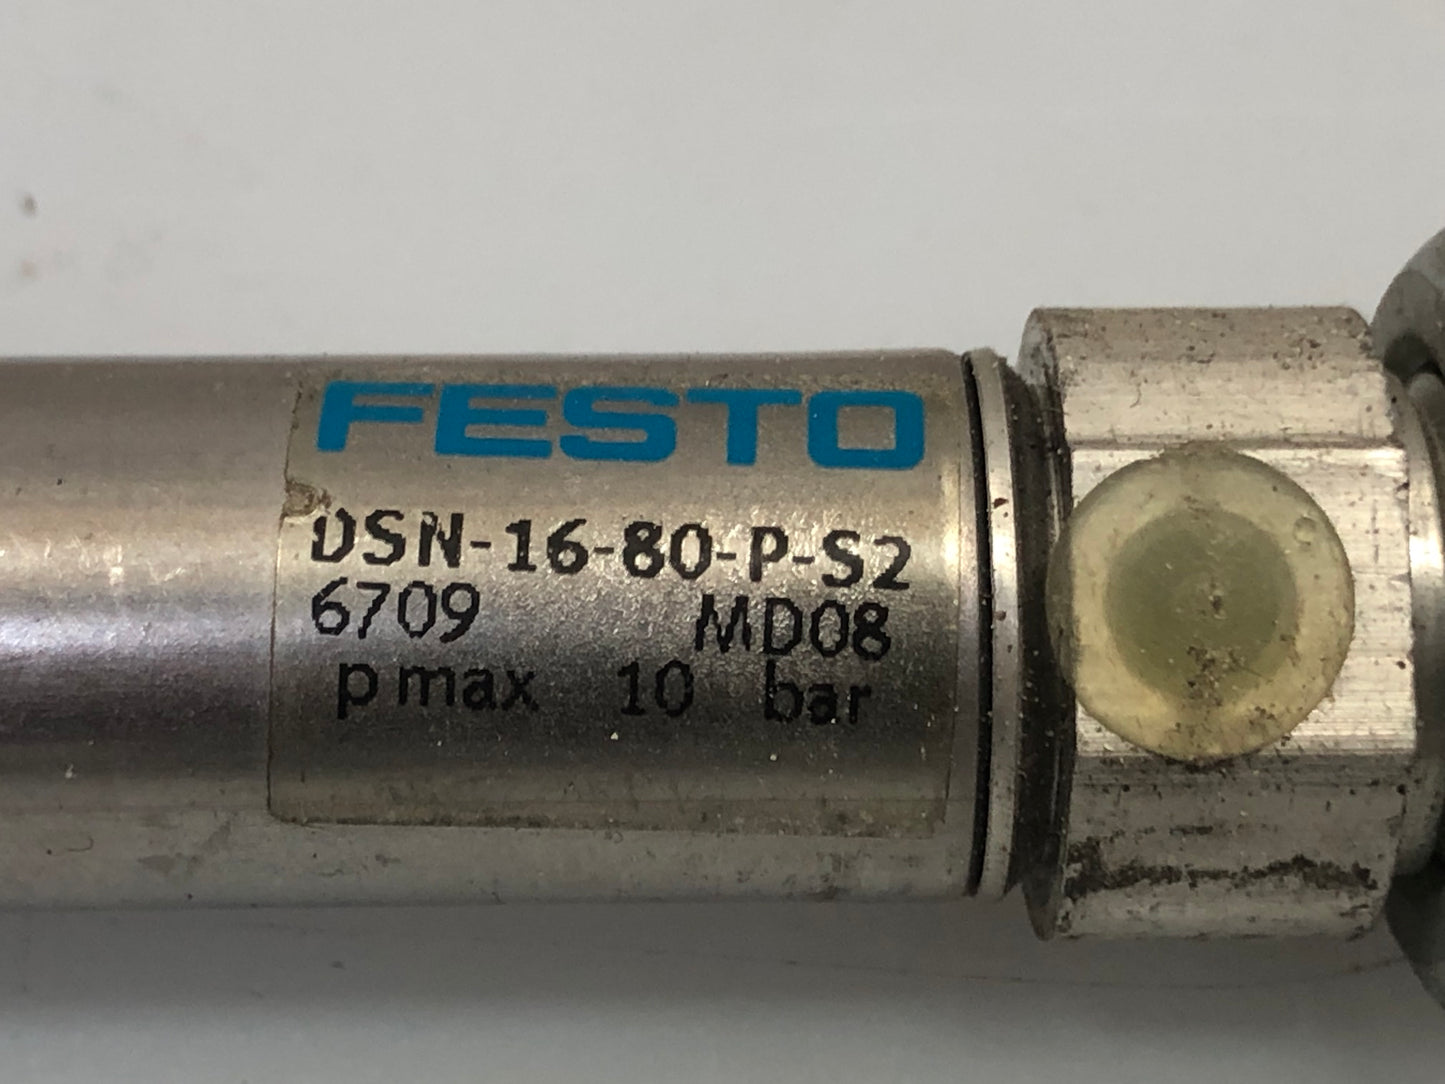 FESTO
DSN-16-80-P-S2
6709 MD08
p max 10 bar